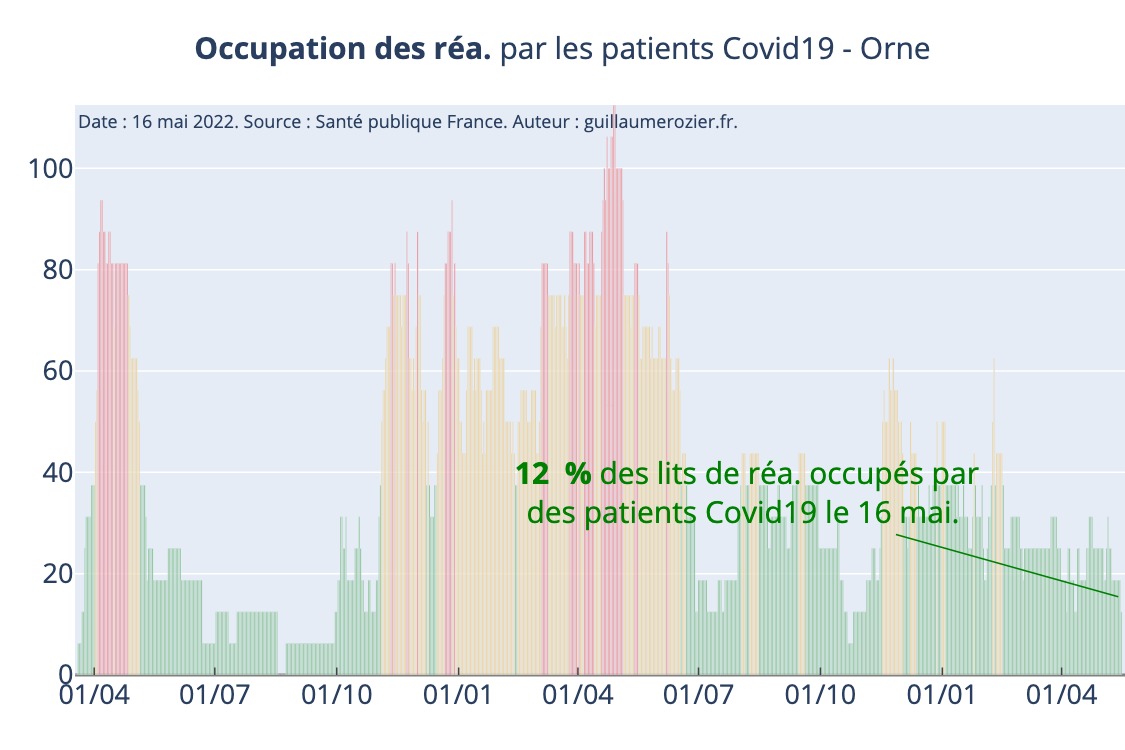 Occupation des réa. par les patients Covid19 - Orne
Date : 16 mai 2022. Source : Santé publique France. Auteur : guillaumerozier.fr.
100
80
60
40
20
0
12 % des lits de réa. occupés par
des patients Covid19 le 16 mai.
01/04 01/07 01/10 01/01 01/04 01/07 01/10 01/01 01/04